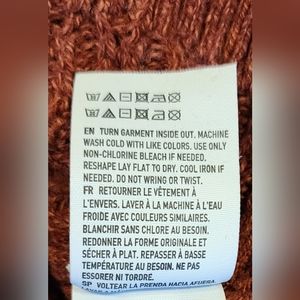 EN TURN GARMENT INSIDE OUT. MACHINE
WASH COLD WITH LIKE COLORS. USE ONLY
NON-CHLORINE BLEACH IF NEEDED.
RESHAPE LAY FLAT TO DRY. COOL IRON IF
NEEDED. DO NOT WRING OR TWIST.
FR RETOURNER LE VÊTEMENT À
L'ENVERS. LAVER À LA MACHINE À L'EAU
FROIDE AVEC COULEURS SIMILAIRES.
BLANCHIR SANS CHLORE AU BESOIN.
REDONNER LA FORME ORIGINALE ET
SÉCHER À PLAT. REPASSER À BASSE
TEMPÉRATURE AU BESOIN. NE PAS
ESSORER NI TORDRE.
SP VOLTEAR LA PRENDA HACIA AFUERA